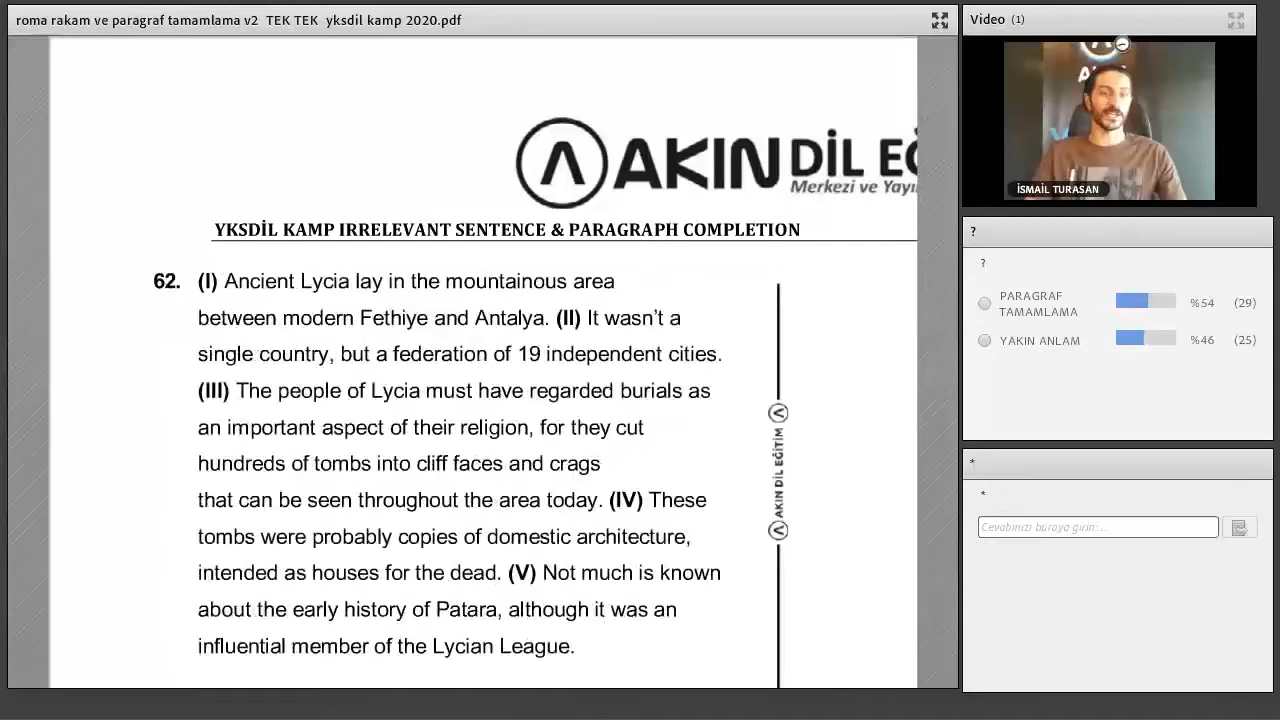 roma rakam ve paragraf tamamlama v2 TEK TEK yksdil kamp 2020.pdf
AKIN DİL EĞ
Merkezi ve Yayı
YKSDİL KAMP IRRELEVANT SENTENCE & PARAGRAPH COMPLETION
62. (I) Ancient Lycia lay in the mountainous area
between modern Fethiye and Antalya. (II) It wasn't a
single country, but a federation of 19 independent cities.
(III) The people of Lycia must have regarded burials as
an important aspect of their religion, for they cut
hundreds of tombs into cliff faces and crags
that can be seen throughout the area today. (IV) These
tombs were probably copies of domestic architecture,
intended as houses for the dead. (V) Not much is known
about the early history of Patara, although it was an
influential member of the Lycian League.
AKIN DİL EĞİTİM
Video (1)
İSMAİL TURASAN
?
?
PARAGRAF
TAMAMLAMA
%54 (29)
YAKIN ANLAM %46 (25)
*
*
Cevabınızı buraya girin:...